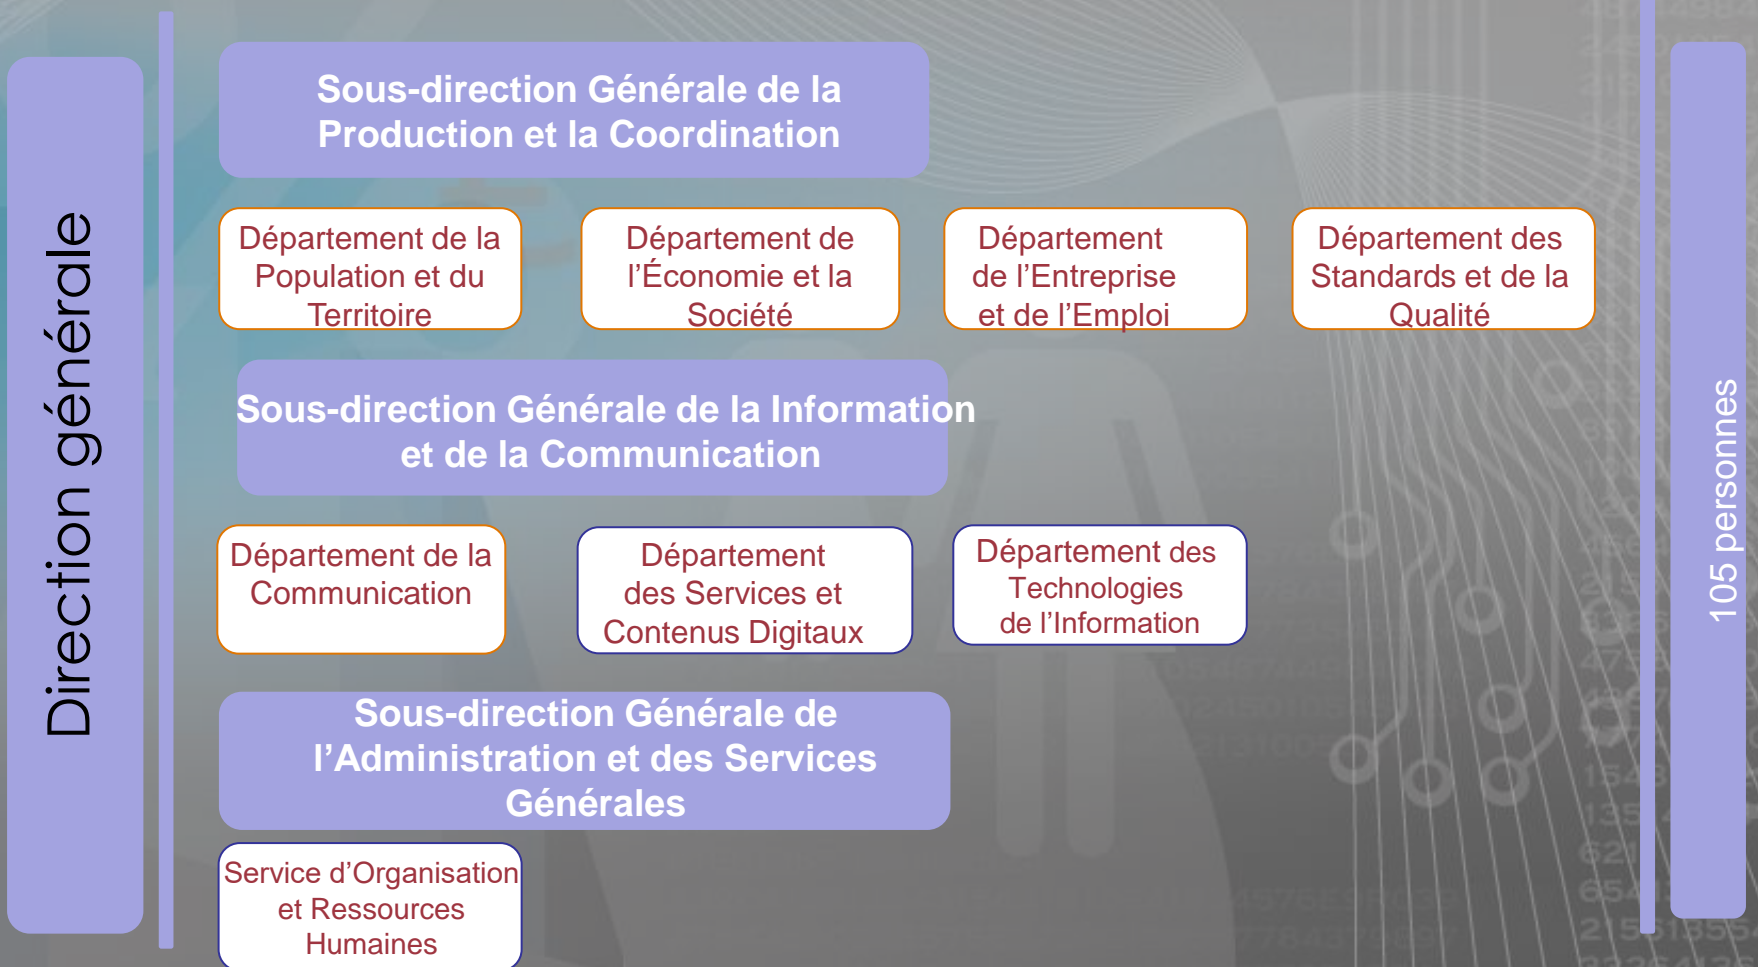 Direction générale
Sous-direction Générale de la
Production et la Coordination
Département de la
Population et du
Territoire
Département de
l’Économie et la
Société
Département
de l’Entreprise
et de l’Emploi
Département des
Standards et de la
Qualité
Sous-direction Générale de la Information
et de la Communication
Département de la
Communication
Département
des Services et
Contenus Digitaux
Département des
Technologies
de l’Information
Sous-direction Générale de
l’Administration et des Services
Générales
Service d’Organisation
et Ressources
Humaines
105 personnes